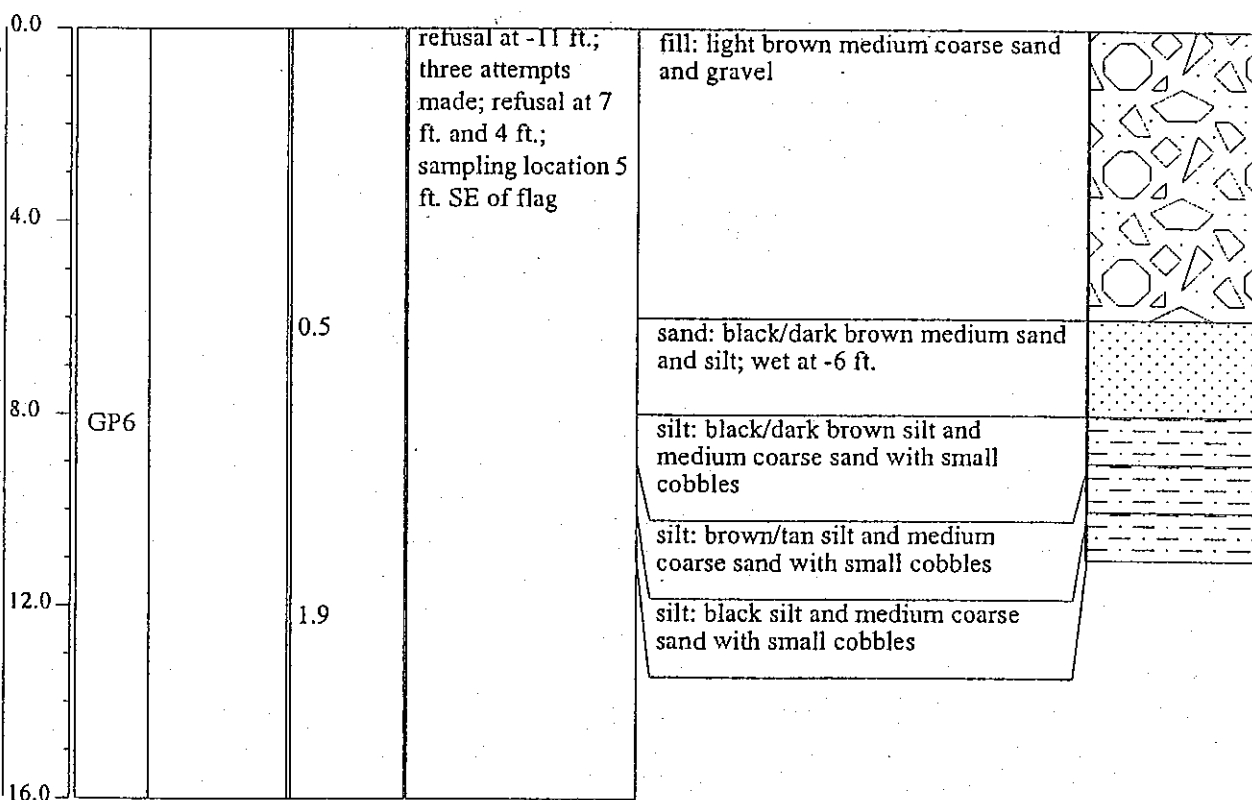 0.0
4.0
8.0
12.0
16.0
GP6
0.5
1.9
refusal at -11 ft.;
three attempts
made; refusal at 7
ft. and 4 ft.;
sampling location 5
ft. SE of flag
fill: light brown medium coarse sand
and gravel
sand: black/dark brown medium sand
and silt; wet at -6 ft.
silt: black/dark brown silt and
medium coarse sand with small
cobbles
silt: brown/tan silt and medium
coarse sand with small cobbles
silt: black silt and medium coarse
sand with small cobbles